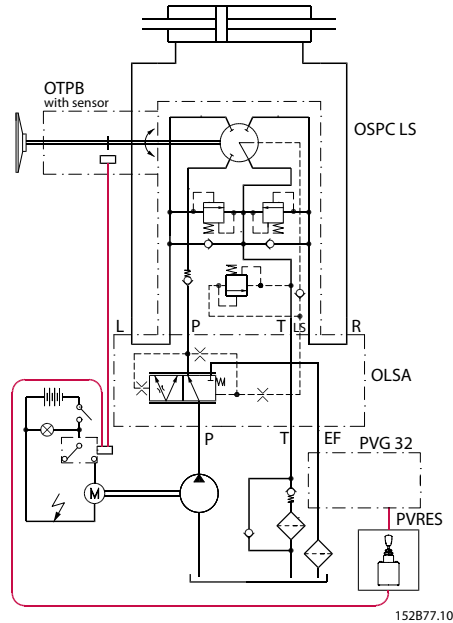 OTPB
with sensor
OSPC LS
L
P
T
LS
R
OLSA
P
T
EF
PVG 32
M
PVRES
152B77.10